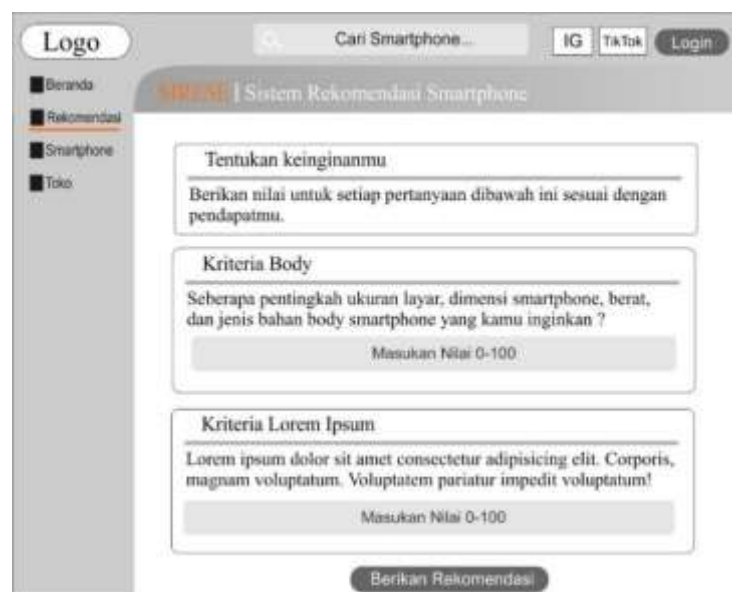 Logo
Cari Smartphone...
IG
TikTok
Login
Beranda
Rekomendasi
Smartphone
Toko
| Sistem Rekomendasi Smartphone
Tentukan keinginanmu
Berikan nilai untuk setiap pertanyaan dibawah ini sesuai dengan
pendapatmu.
Kriteria Body
Seberapa pentingkah ukuran layar, dimensi smartphone, berat,
dan jenis bahan body smartphone yang kamu inginkan ?
Masukan Nilai 0-100
Kriteria Lorem Ipsum
Lorem ipsum dolor sit amet consectetur adipisicing elit. Corporis,
magnam voluptatum. Voluptatem pariatur impedit voluptatum!
Masukan Nilai 0-100
Berikan Rekomendasi